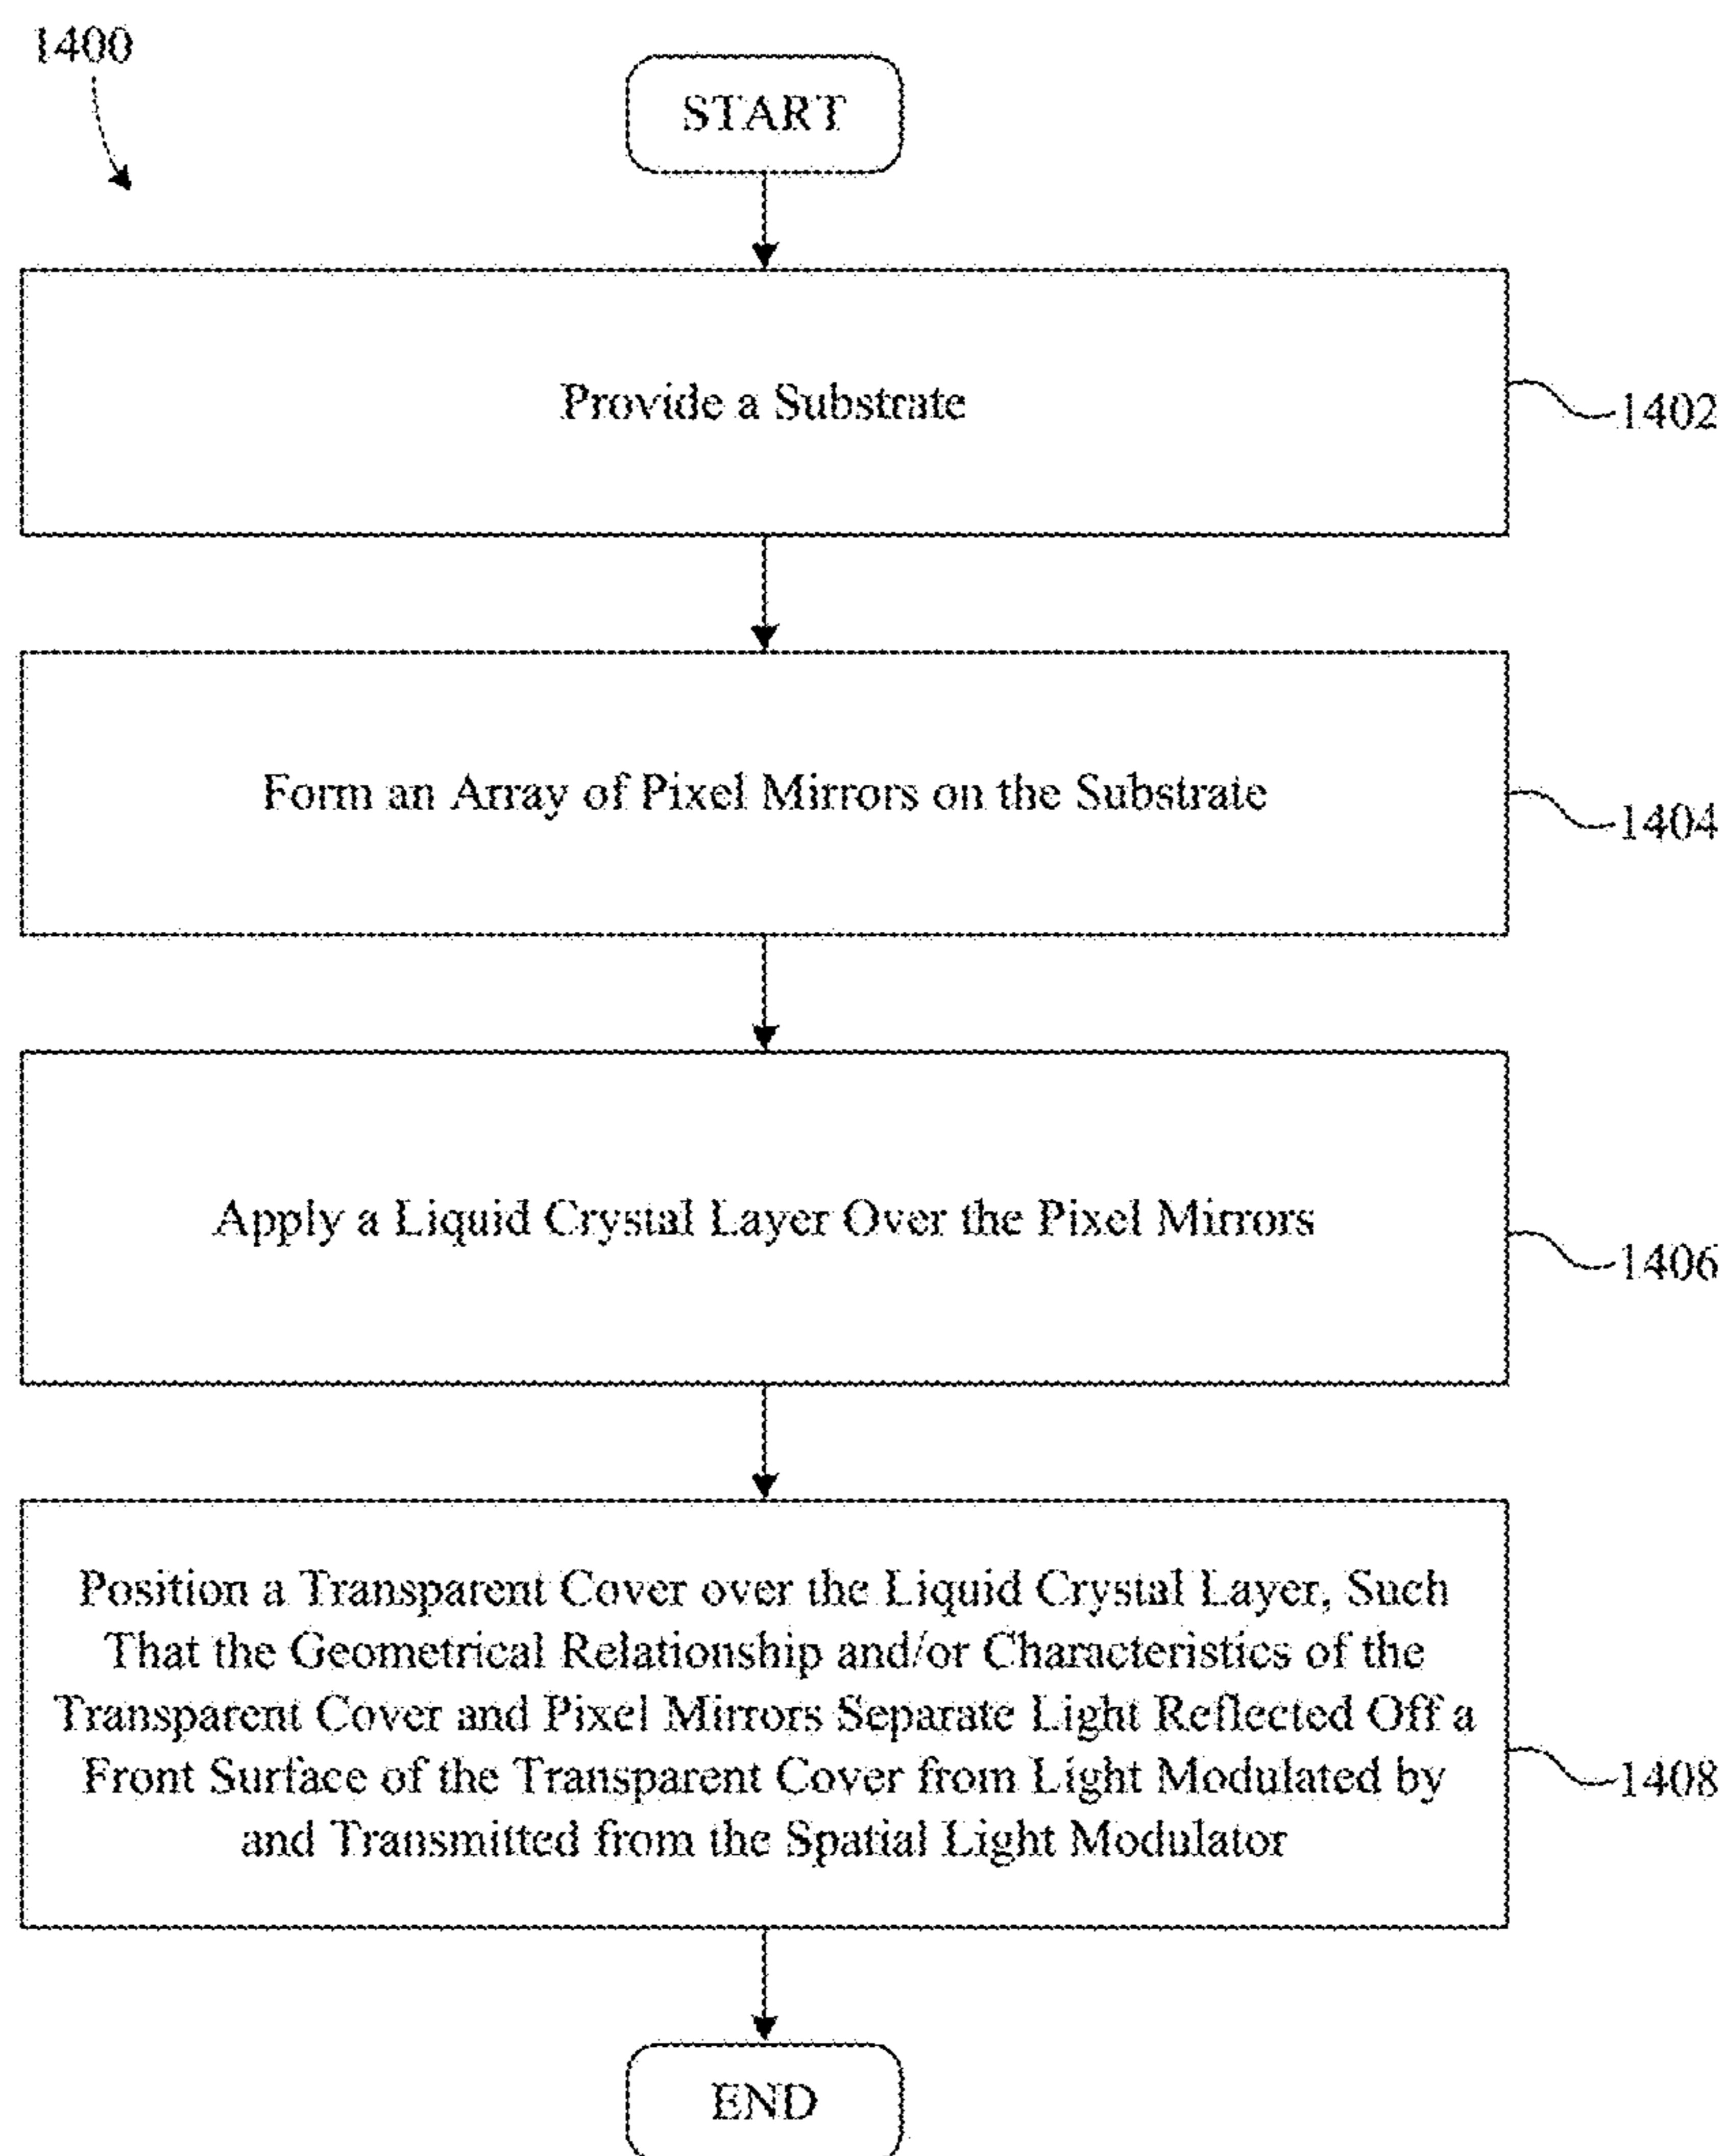 1400
START
Provide a Substrate
1402
Form an Array of Pixel Mirrors on the Substrate
1404
Apply a Liquid Crystal Layer Over the Pixel Mirrors
1406
Position a Transparent Cover over the Liquid Crystal Layer, Such
That the Geometrical Relationship and/or Characteristics of the
Transparent Cover and Pixel Mirrors Separate Light Reflected Off a
Front Surface of the Transparent Cover from Light Modulated by
and Transmitted from the Spatial Light Modulator
1408
END